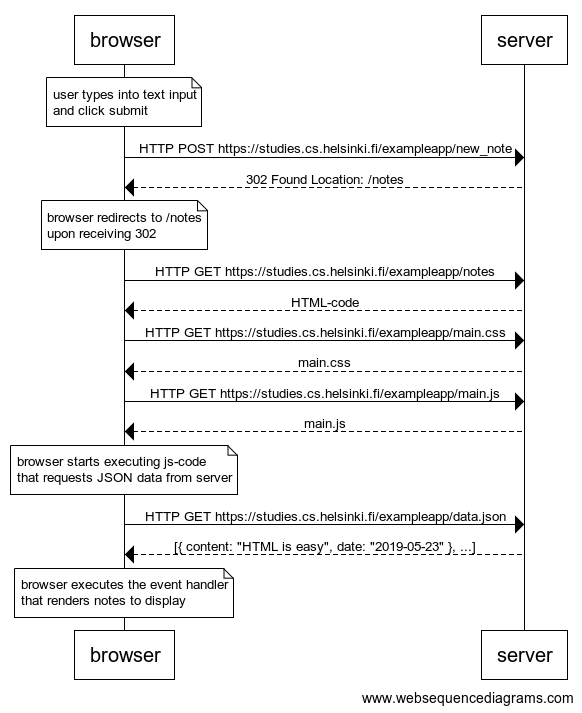 browser
server
user types into text input
and click submit
HTTP POST https://studies.cs.helsinki.fi/exampleapp/new_note
302 Found Location: /notes
browser redirects to /notes
upon receiving 302
HTTP GET https://studies.cs.helsinki.fi/exampleapp/notes
HTML-code
HTTP GET https://studies.cs.helsinki.fi/exampleapp/main.css
main.css
HTTP GET https://studies.cs.helsinki.fi/exampleapp/main.js
main.js
browser starts executing js-code
that requests JSON data from server
HTTP GET https://studies.cs.helsinki.fi/exampleapp/data.json
[{ content: "HTML is easy", date: "2019-05-23" }, ...]
browser executes the event handler
that renders notes to display
browser
server
www.websequencediagrams.com